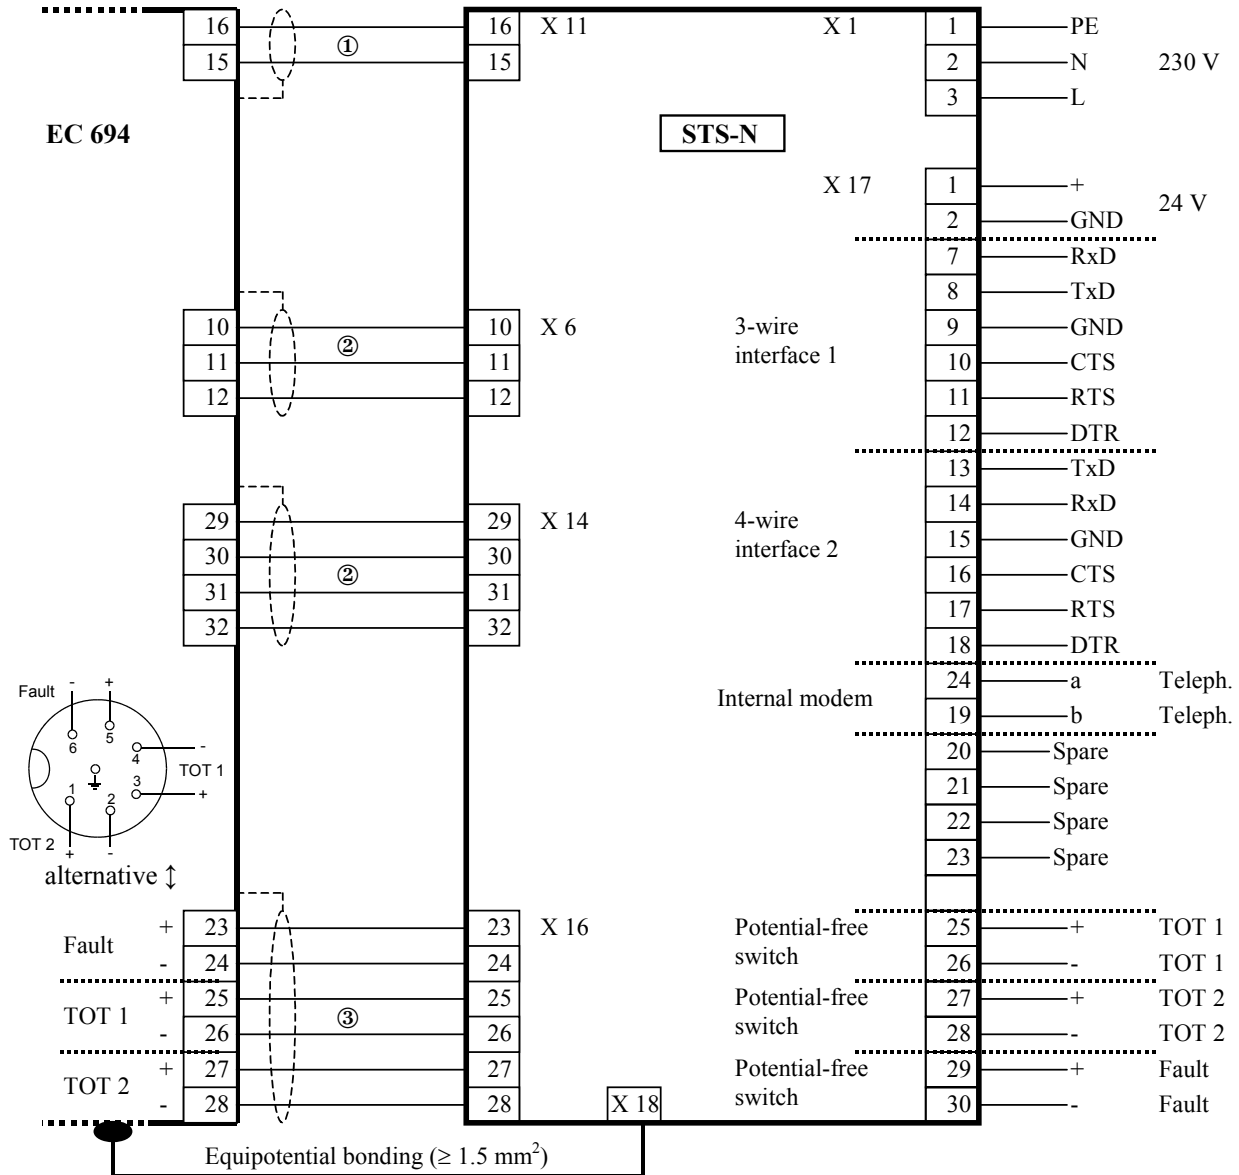 16 ① 16 X 11 X 1 1 PE
15 15 2 N 230 V
3 L
EC 694 STS-N
X 17 1 +
24 V
2 GND
7 RxD
8 TxD
10 ② 10 X 6 3-wire 9 GND
11 11 interface 1 10 CTS
12 12 11 RTS
12 DTR
13 TxD
29 29 X 14 4-wire 14 RxD
30 30 interface 2 15 GND
31 ② 31 16 CTS
32 32 17 RTS
18 DTR
Internal modem 24 a Teleph.
19 b Teleph.
20 Spare
21 Spare
22 Spare
23 Spare
Fault - +
6 5
4 -
TOT 1
3 +
1 2
TOT 2 + -
alternative ↕
Fault + 23 23 X 16 Potential-free 25 + TOT 1
- 24 24 switch 26 - TOT 1
TOT 1 + 25 ③ 25 Potential-free 27 + TOT 2
- 26 26 switch 28 - TOT 2
TOT 2 + 27 27 Potential-free 29 + Fault
- 28 28 X 18 switch 30 - Fault
Equipotential bonding (≥ 1.5 mm²)